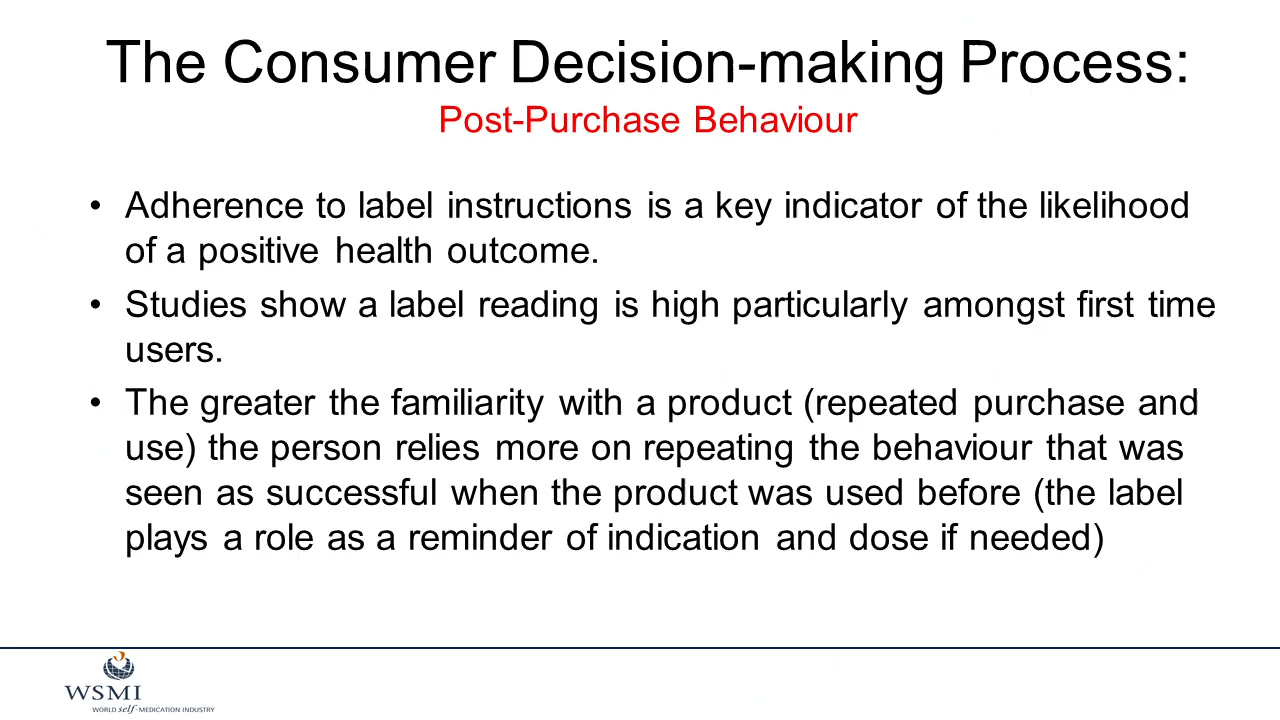 The Consumer Decision-making Process:
Post-Purchase Behaviour
• Adherence to label instructions is a key indicator of the likelihood
of a positive health outcome.
• Studies show a label reading is high particularly amongst first time
users.
• The greater the familiarity with a product (repeated purchase and
use) the person relies more on repeating the behaviour that was
seen as successful when the product was used before (the label
plays a role as a reminder of indication and dose if needed)
WSMI
WORLD self-MEDICATION INDUSTRY